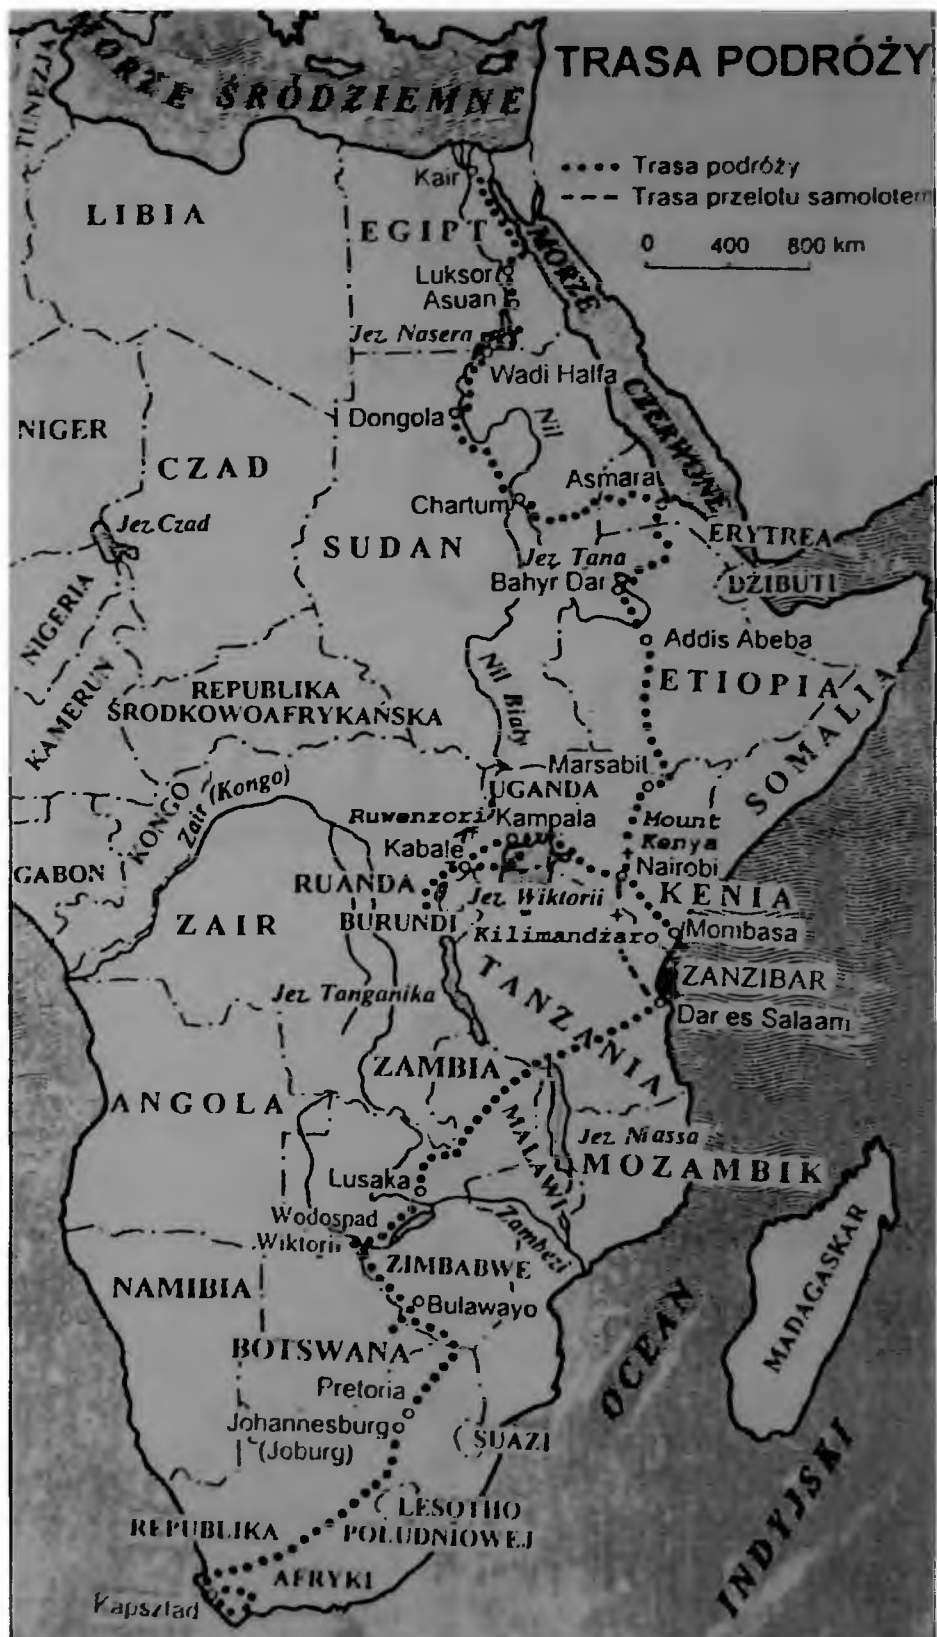 TRASA PODRÓŻY
MORZE ŚRÓDZIEMNE
TUNEZJA
Trasa podróży
Trasa przelotu samolotem
Kair
LIBIA
EGIPT
0 400 800 km
MORZE
CZERWONE
Luksor
Asuan
Jez. Nasera
Wadi Halfa
NIGER
Dongola
Nil
CZAD
Asmara
Chartum
Jez. Czad
SUDAN
ERYTREA
Jez. Tana
Bahyr Dar
DŻIBUTI
NIGERIA
Addis Abeba
KAMERUN
Nil Biały
REPUBLIKA
ŚRODKOWOAFRYKAŃSKA
ETIOPIA
SOMALIA
Marsabit
UGANDA
KONGO
Zair (Kongo)
Ruwenzori
Kampala
Mount
Kenya
Kabale
Nairobi
GABON
RUANDA
Jez. Wiktorii
KENIA
ZAIR
BURUNDI
Kilimandżaro
Mombasa
TANZANIA
ZANZIBAR
Jez. Tanganika
Dar es Salaam
ZAMBIA
ANGOLA
MALAWI
Jez. Niassa
MOZAMBIK
Lusaka
Wodospad
Wiktorii
Zambezi
ZIMBABWE
NAMIBIA
Bulawayo
MADAGASKAR
BOTSWANA
OCEAN
INDYJSKI
Pretoria
Johannesburg
(Joburg)
SUAZI
LESOTHO
REPUBLIKA
POŁUDNIOWEJ
AFRYKI
Kapsztad